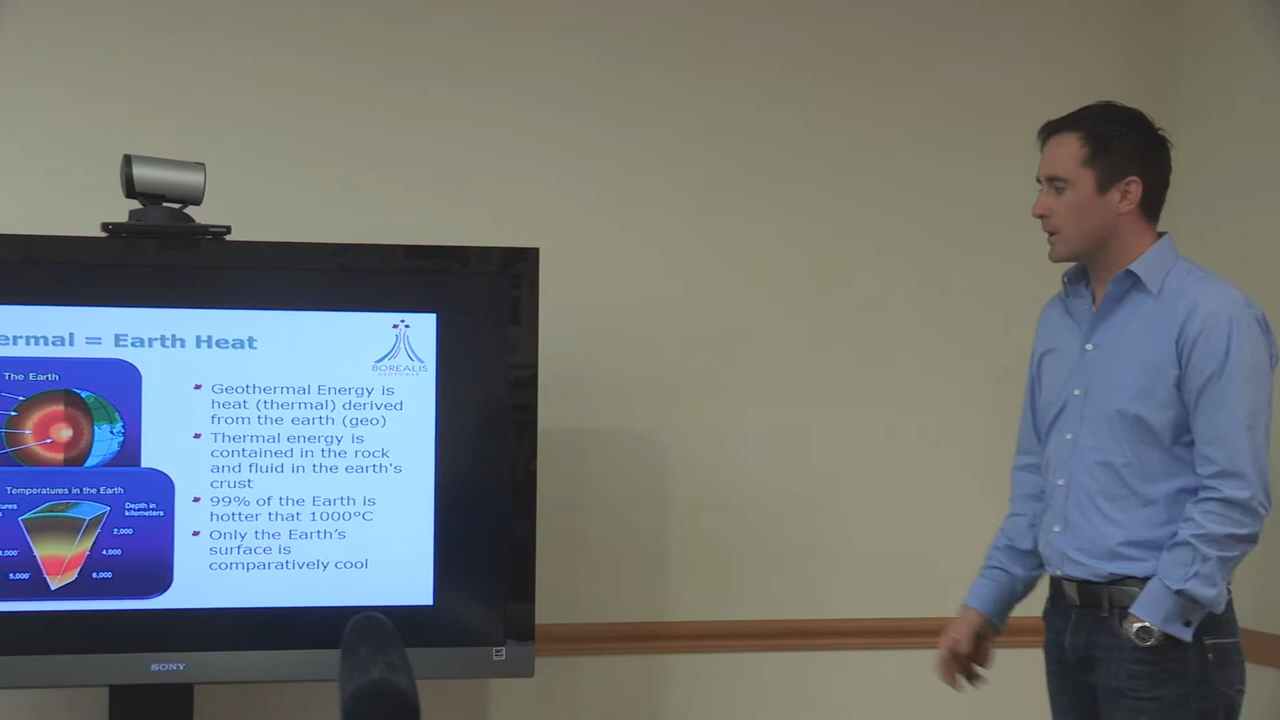 ermal = Earth Heat
BOREALIS
GEOPOWER
The Earth
Geothermal Energy is
heat (thermal) derived
from the earth (geo)
Thermal energy is
contained in the rock
and fluid in the earth's
crust
99% of the Earth is
hotter that 1000°C
Only the Earth's
surface is
comparatively cool
Temperatures in the Earth
Depth in
kilometers
2,000
4,000
5,000°
6,000
SONY